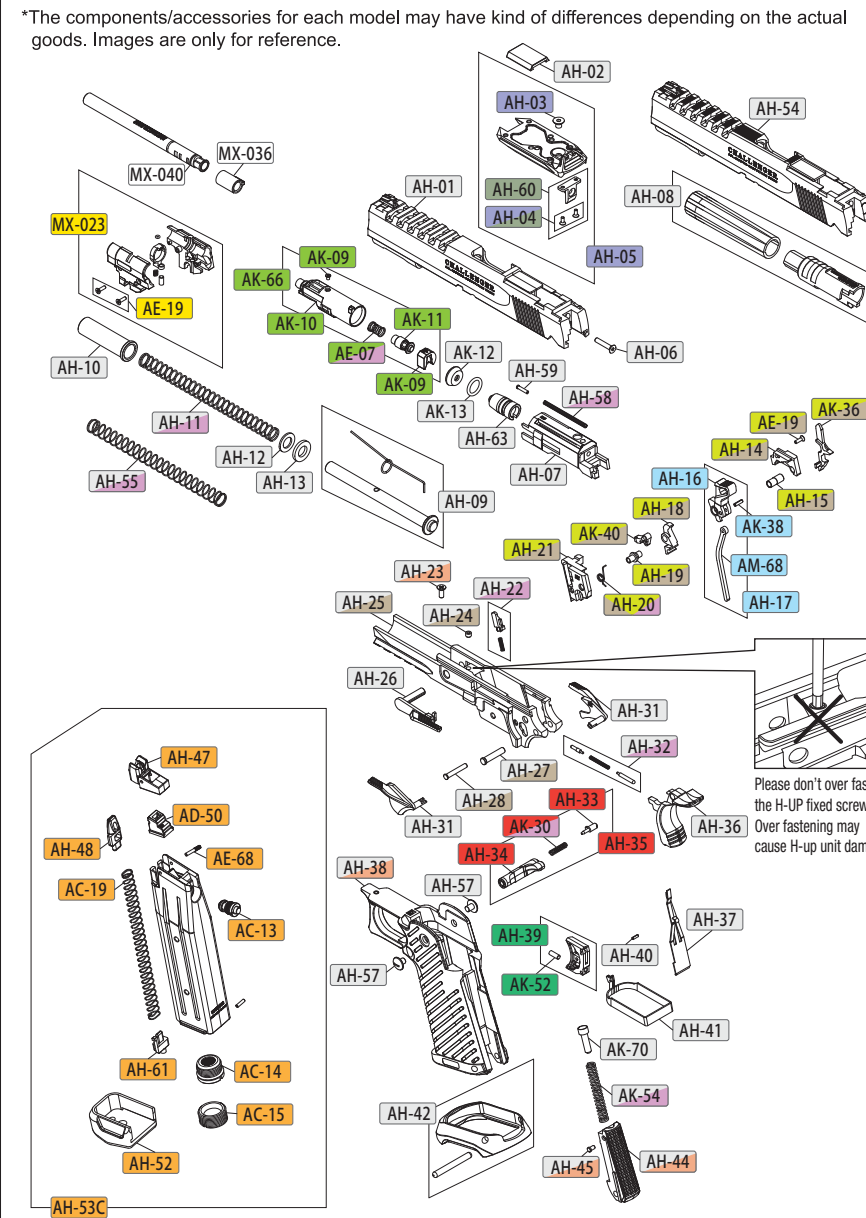 *The components/accessories for each model may have kind of differences depending on the actual
goods. Images are only for reference.
AH-02
AH-03
AH-54
MX-036
MX-040
AH-01
AH-60
AH-08
AH-04
MX-023
CHALLENGER
AK-09
AH-05
CHALLENGER
AK-66
AE-19
AK-10
AK-11
AH-06
AE-07
AK-12
AH-10
AH-59
AK-09
AH-58
AK-36
AK-13
AE-19
AH-11
AH-63
AH-14
AH-12
AH-07
AH-16
AH-55
AH-13
AH-09
AH-15
AH-18
AK-38
AK-40
AH-21
AM-68
AH-23
AH-19
AH-22
AH-17
AH-25
AH-20
AH-24
AH-26
AH-31
AH-32
AH-47
AH-27
Please don't over fas
the H-UP fixed screw
Over fastening may
cause H-up unit dam
AH-28
AH-33
AD-50
AH-31
AK-30
AH-36
AH-48
AH-35
AH-34
AE-68
AH-38
AH-57
AC-19
AH-37
AC-13
AH-39
AH-40
AH-57
AK-52
AH-41
AK-70
AH-61
AC-14
AK-54
AH-42
AC-15
AH-52
AH-45
AH-44
AH-53C